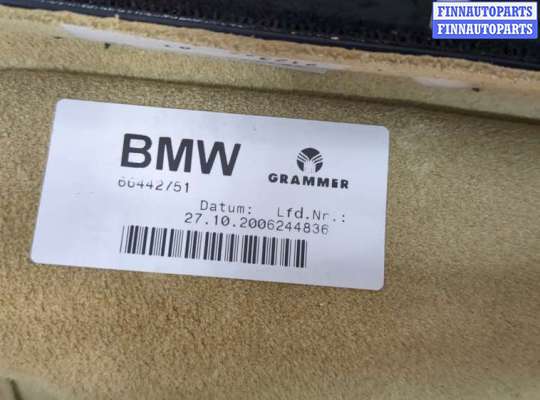 FINNAUTOPARTS
FINNAUTOPARTS
BMW
GRAMMER
66442751
Datum: Lfd.Nr.:
27.10.2006244836